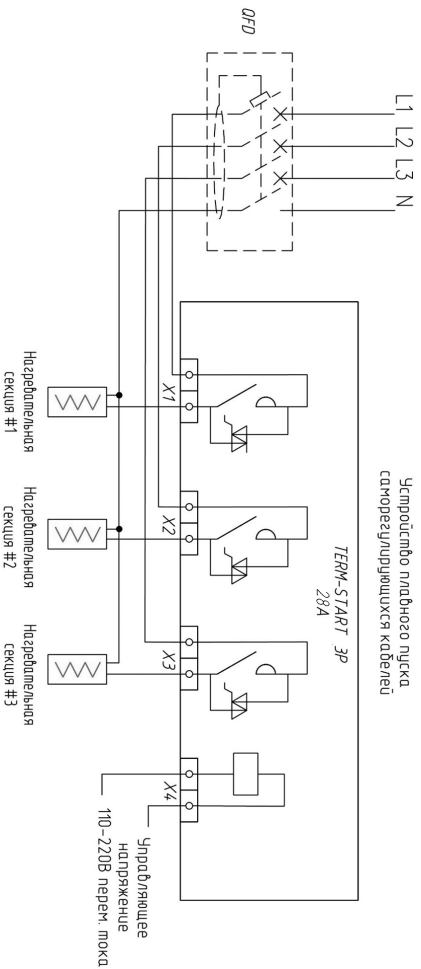 QFD
L1
L2
L3
N
Устройство плавного пуска
саморегулирующихся кабелей
TERM-START 3P
28А
X1
X2
X3
X4
Нагревательная
секция #1
Нагревательная
секция #2
Нагревательная
секция #3
Управляющее
напряжение
110-220В перем. тока